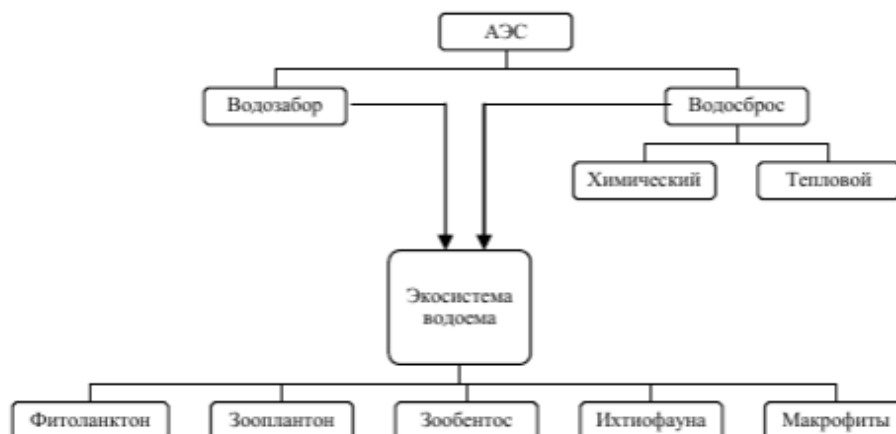 АЭС
Водозабор
Водосброс
Химический
Тепловой
Экосистема
водоема
Фитоланктон
Зооплантон
Зообентос
Ихтиофауна
Макрофиты